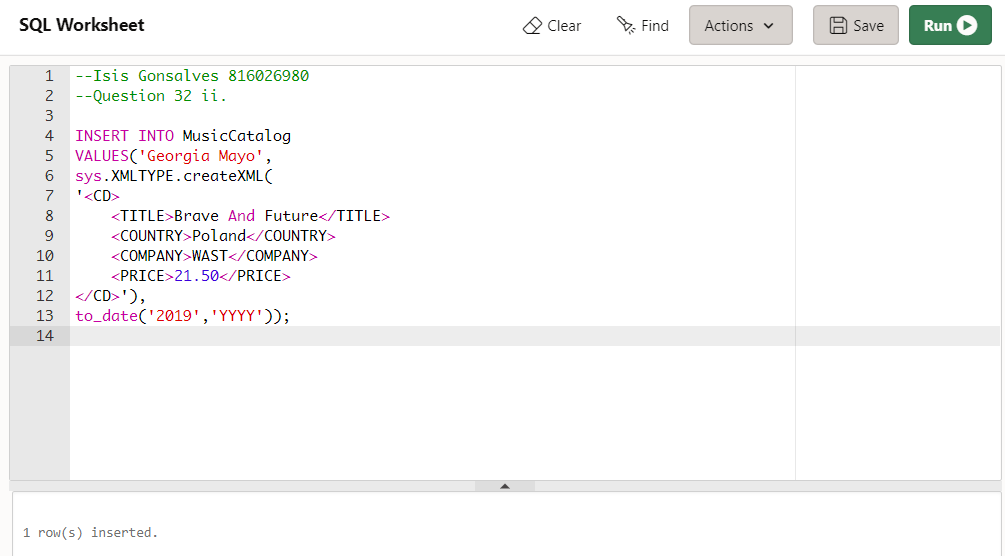 SQL Worksheet Clear Find Actions Save Run
1 --Isis Gonsalves 816026980
2 --Question 32 ii.
3
4 INSERT INTO MusicCatalog
5 VALUES('Georgia Mayo',
6 sys.XMLTYPE.createXML(
7 '<CD>
8     <TITLE>Brave And Future</TITLE>
9     <COUNTRY>Poland</COUNTRY>
10     <COMPANY>WAST</COMPANY>
11     <PRICE>21.50</PRICE>
12 </CD>'),
13 to_date('2019','YYYY'));
14
1 row(s) inserted.